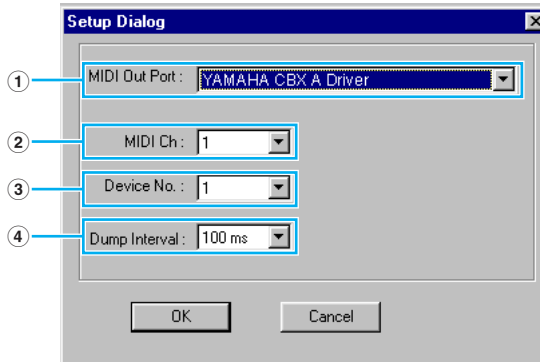 Setup Dialog
① MIDI Out Port : YAMAHA CBX A Driver
② MIDI Ch : 1
③ Device No. : 1
④ Dump Interval : 100 ms
OK Cancel